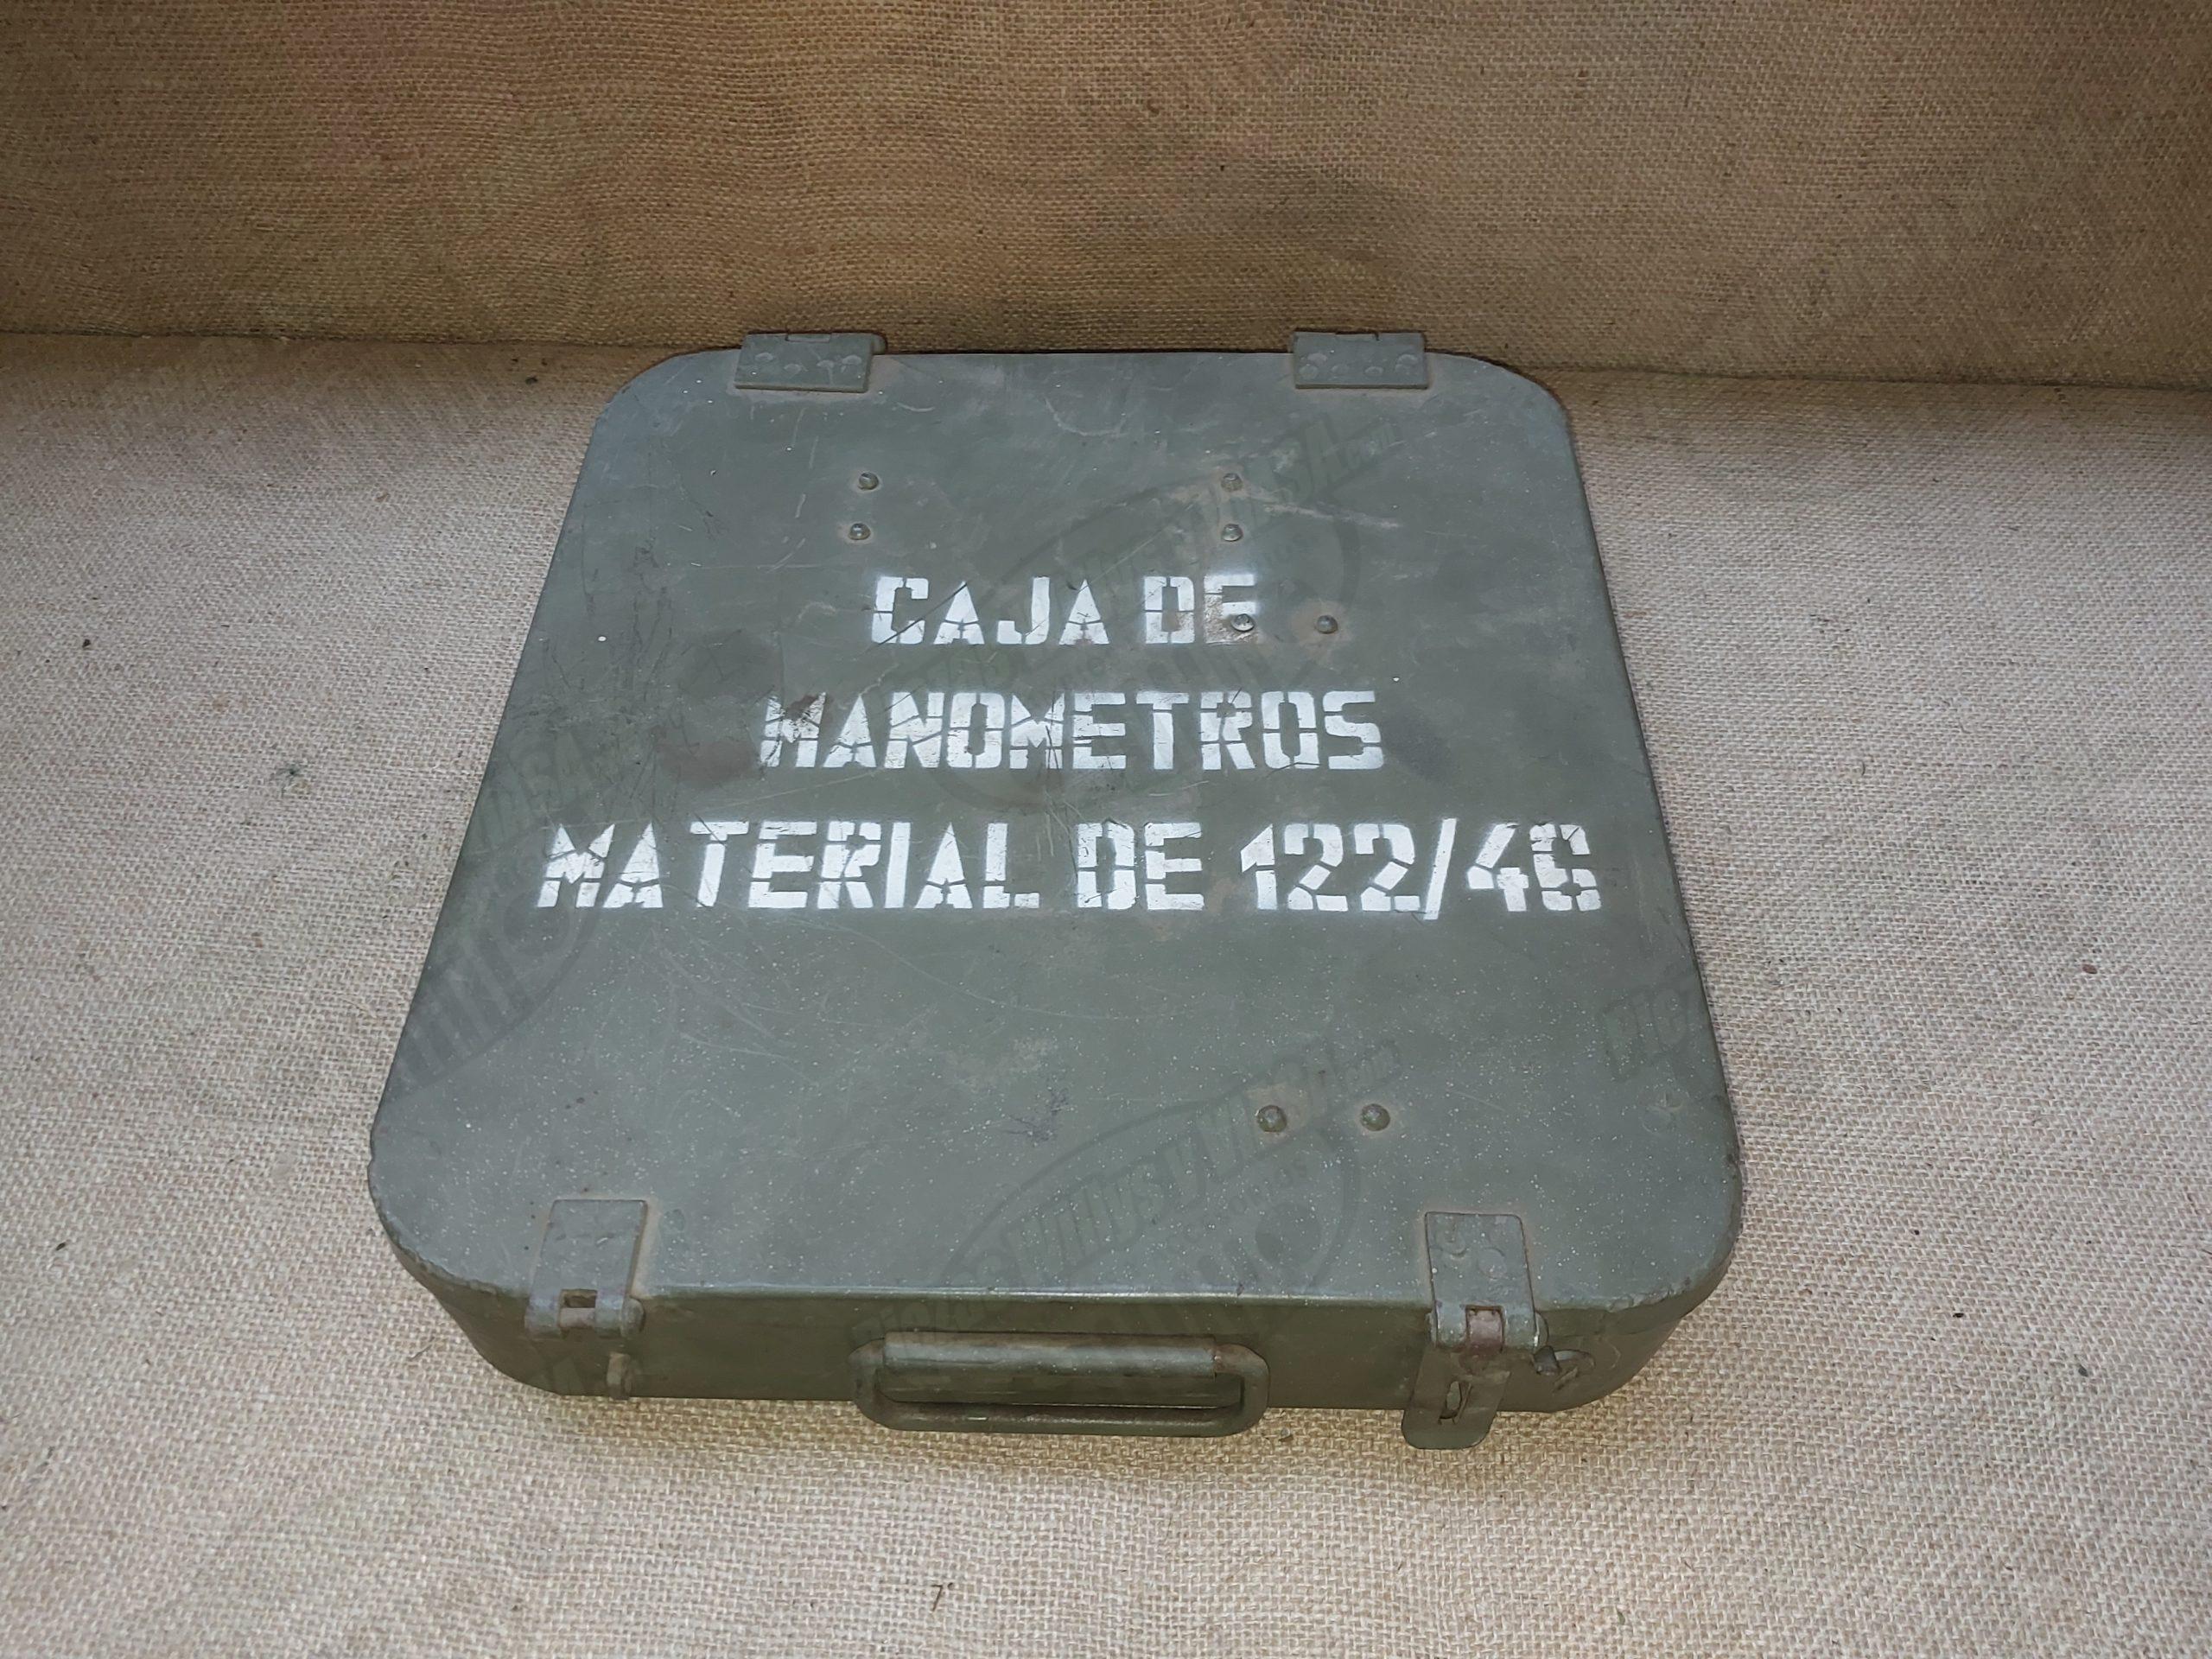 CAJA DE
MANOMETROS
MATERIAL DE 122/46